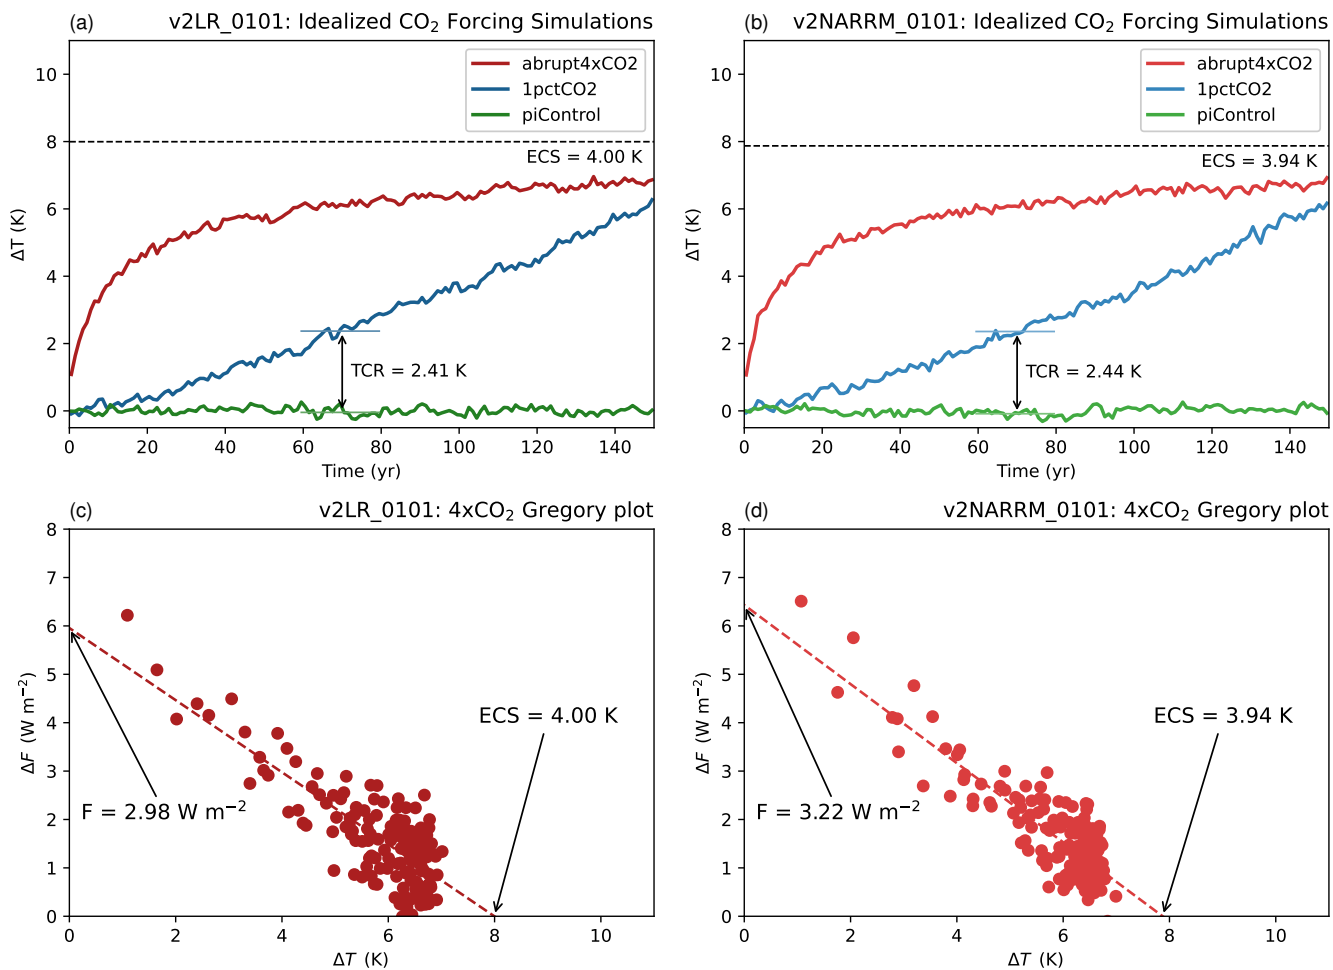 (a) v2LR_0101: Idealized CO₂ Forcing Simulations
abrupt4xCO2
1pctCO2
piControl
ECS = 4.00 K
TCR = 2.41 K
10
8
6
4
2
0
ΔT (K)
0 20 40 60 80 100 120 140
Time (yr)
(b) v2NARRM_0101: Idealized CO₂ Forcing Simulations
abrupt4xCO2
1pctCO2
piControl
ECS = 3.94 K
TCR = 2.44 K
10
8
6
4
2
0
ΔT (K)
0 20 40 60 80 100 120 140
Time (yr)
(c) v2LR_0101: 4xCO₂ Gregory plot
8
7
6
5
4
3
2
1
0
ΔF (W m⁻²)
ECS = 4.00 K
F = 2.98 W m⁻²
0 2 4 6 8 10
ΔT (K)
(d) v2NARRM_0101: 4xCO₂ Gregory plot
8
7
6
5
4
3
2
1
0
ΔF (W m⁻²)
ECS = 3.94 K
F = 3.22 W m⁻²
0 2 4 6 8 10
ΔT (K)